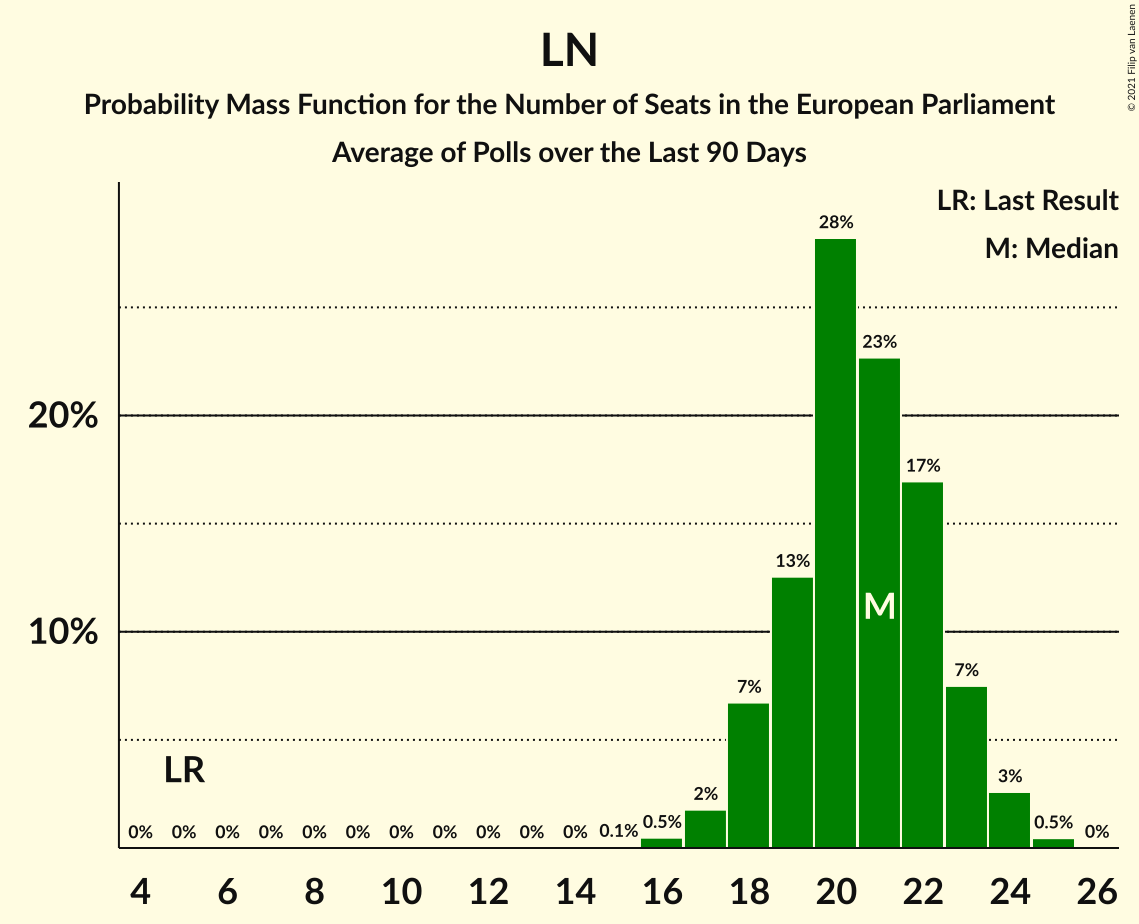 LN
Probability Mass Function for the Number of Seats in the European Parliament
Average of Polls over the Last 90 Days
© 2021 Filip van Laenen
LR: Last Result
M: Median
28%
23%
20%
17%
13%
M
10%
7%
7%
LR
3%
2%
0% 0% 0% 0% 0% 0% 0% 0% 0% 0% 0% 0.1% 0.5% 0.5% 0%
4 6 8 10 12 14 16 18 20 22 24 26